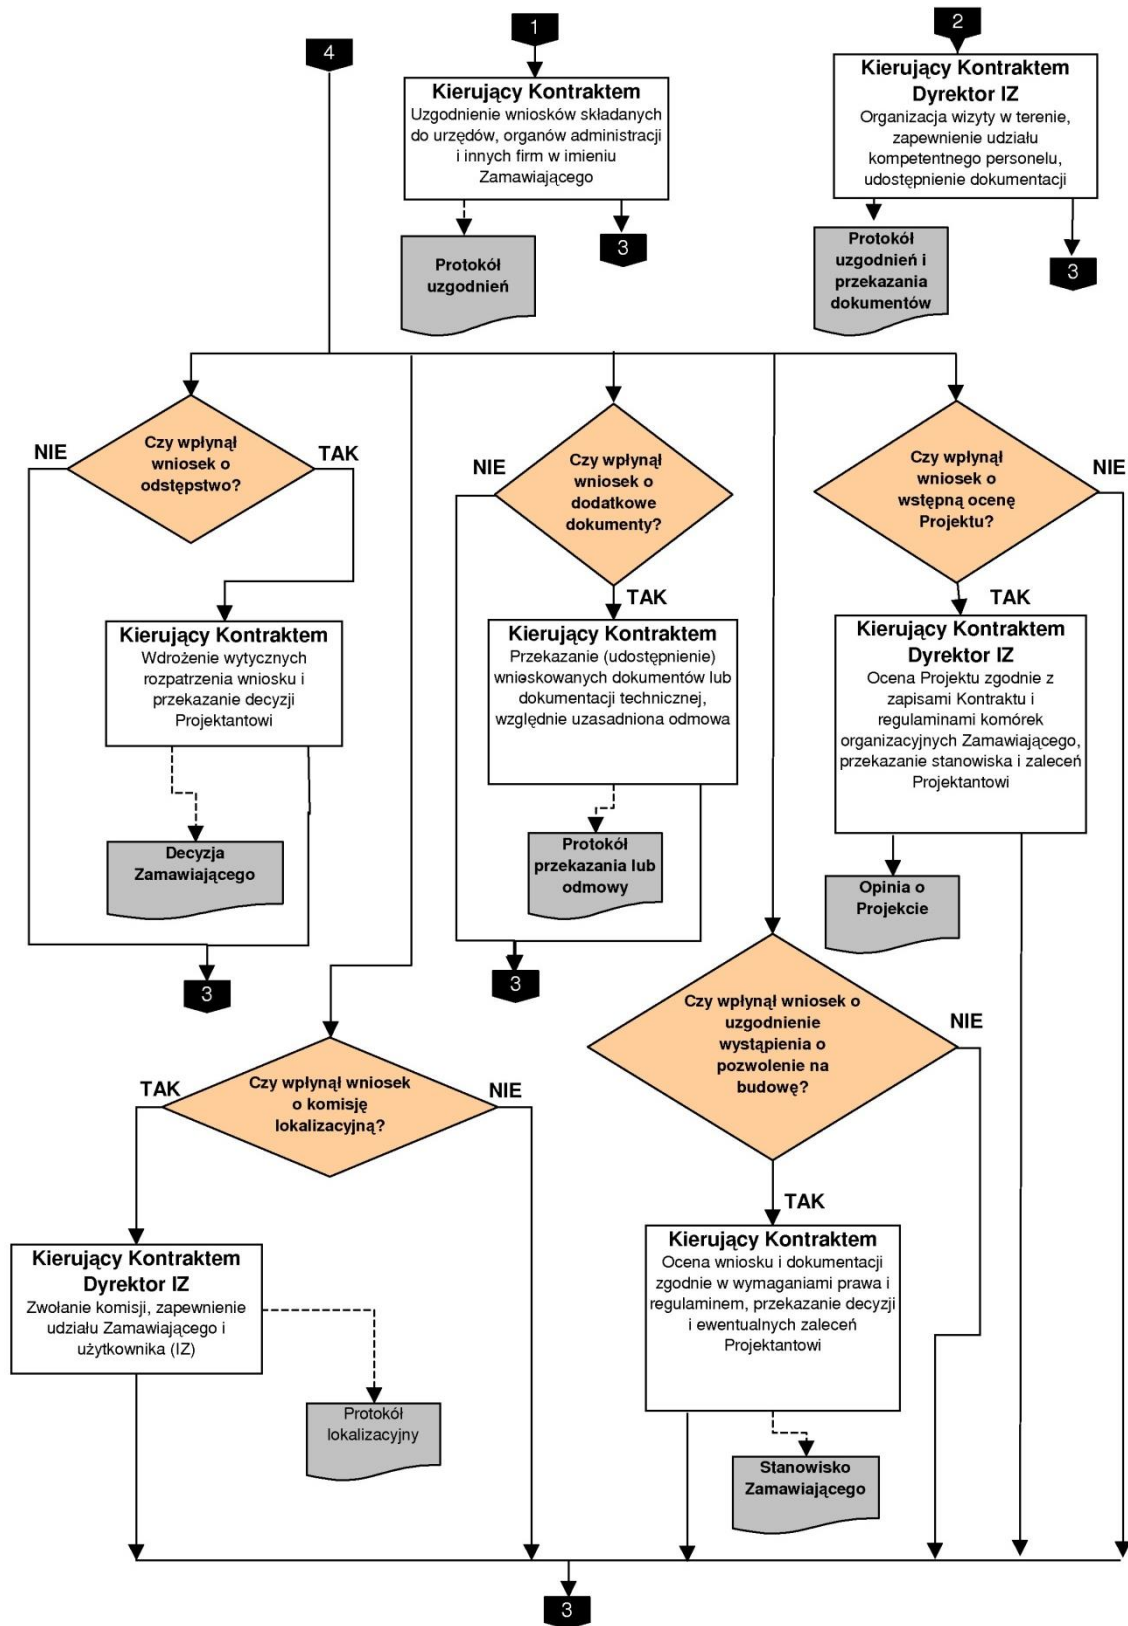 4
1
2
Kierujący Kontraktem
Uzgodnienie wniosków składanych
do urzędów, organów administracji
i innych firm w imieniu
Zamawiającego
Kierujący Kontraktem
Dyrektor IZ
Organizacja wizyty w terenie,
zapewnienie udziału
kompetentnego personelu,
udostępnienie dokumentacji
Protokół
uzgodnień
3
Protokół
uzgodnień i
przekazania
dokumentów
3
NIE
Czy wpłynął
wniosek o
odstępstwo?
TAK
NIE
Czy wpłynął
wniosek o
dodatkowe
dokumenty?
Czy wpłynął
wniosek o
wstępną ocenę
Projektu?
NIE
TAK
TAK
Kierujący Kontraktem
Wdrożenie wytycznych
rozpatrzenia wniosku i
przekazanie decyzji
Projektantowi
Kierujący Kontraktem
Przekazanie (udostępnienie)
wnioskowanych dokumentów lub
dokumentacji technicznej,
względnie uzasadniona odmowa
Kierujący Kontraktem
Dyrektor IZ
Ocena Projektu zgodnie z
zapisami Kontraktu i
regulaminami komórek
organizacyjnych Zamawiającego,
przekazanie stanowiska i zaleceń
Projektantowi
Decyzja
Zamawiającego
Protokół
przekazania lub
odmowy
Opinia o
Projekcie
3
3
Czy wpłynął wniosek o
uzgodnienie
wystąpienia o
pozwolenie na
budowę?
NIE
TAK
Czy wpłynął wniosek
o komisję
lokalizacyjną?
NIE
TAK
Kierujący Kontraktem
Dyrektor IZ
Zwołanie komisji, zapewnienie
udziału Zamawiającego i
użytkownika (IZ)
Kierujący Kontraktem
Ocena wniosku i dokumentacji
zgodnie w wymaganiami prawa i
regulaminem, przekazanie decyzji
i ewentualnych zaleceń
Projektantowi
Protokół
lokalizacyjny
Stanowisko
Zamawiającego
3